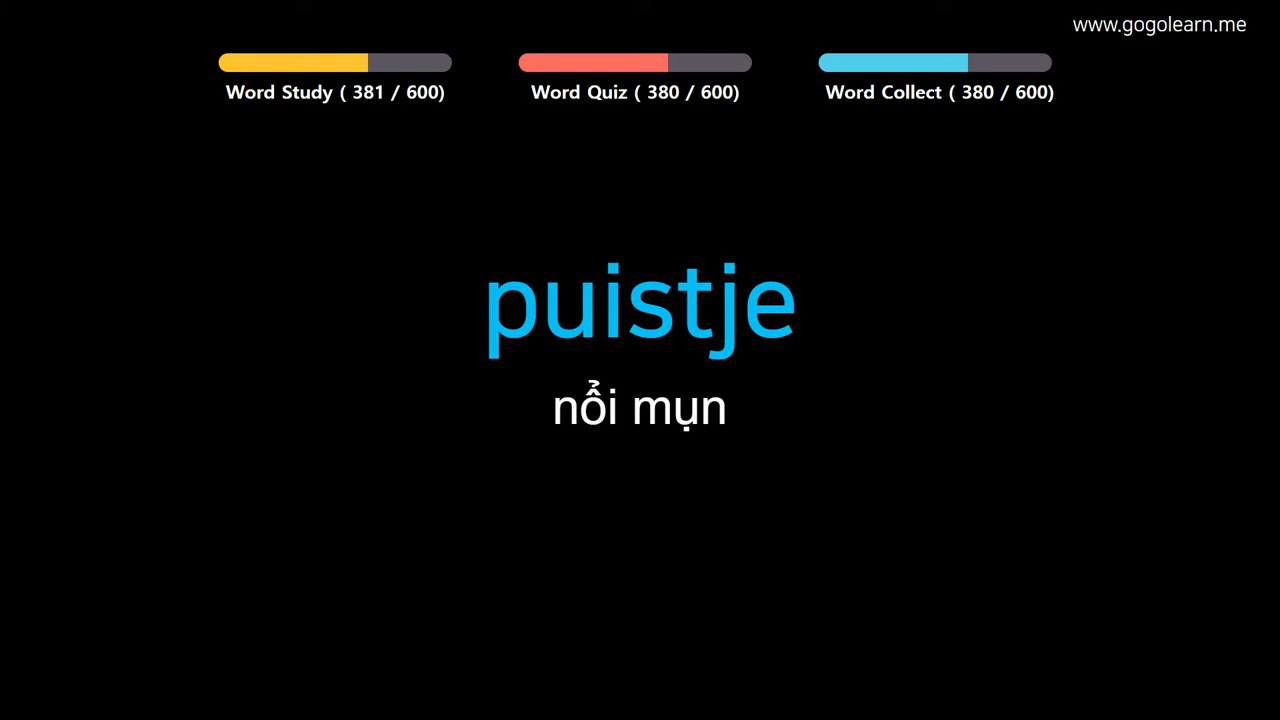 www.gogolearn.me
Word Study ( 381 / 600)
Word Quiz ( 380 / 600)
Word Collect ( 380 / 600)
puistje
nổi mụn